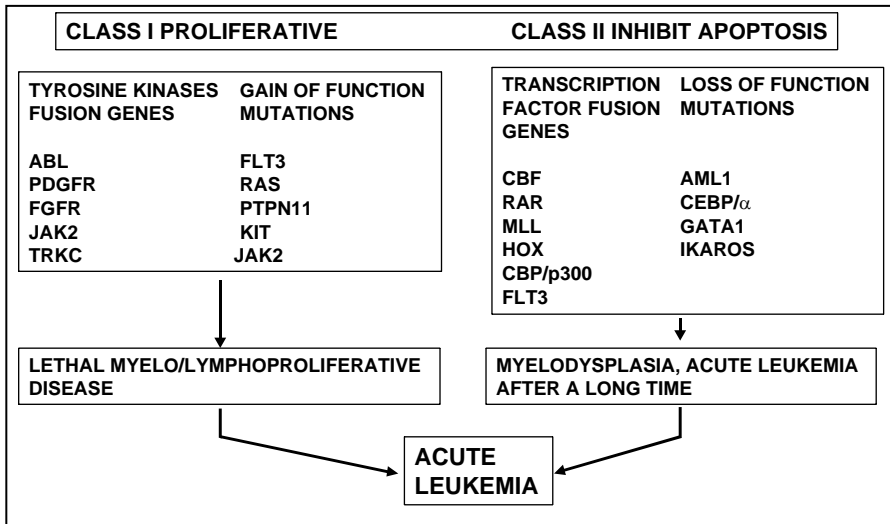 CLASS I PROLIFERATIVE
CLASS II INHIBIT APOPTOSIS
TYROSINE KINASES
FUSION GENES
ABL
PDGFR
FGFR
JAK2
TRKC
GAIN OF FUNCTION
MUTATIONS
FLT3
RAS
PTPN11
KIT
JAK2
TRANSCRIPTION
FACTOR FUSION
GENES
CBF
RAR
MLL
HOX
CBP/p300
FLT3
LOSS OF FUNCTION
MUTATIONS
AML1
CEBP/α
GATA1
IKAROS
LETHAL MYELO/LYMPHOPROLIFERATIVE
DISEASE
MYELODYSPLASIA, ACUTE LEUKEMIA
AFTER A LONG TIME
ACUTE
LEUKEMIA